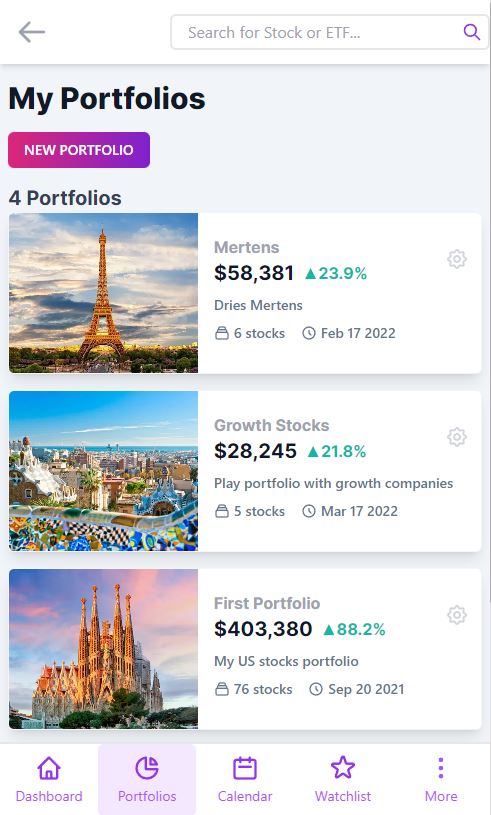 Search for Stock or ETF...
My Portfolios
NEW PORTFOLIO
4 Portfolios
Mertens
$58,381 ▲23.9%
Dries Mertens
6 stocks Feb 17 2022
Growth Stocks
$28,245 ▲21.8%
Play portfolio with growth companies
5 stocks Mar 17 2022
First Portfolio
$403,380 ▲88.2%
My US stocks portfolio
76 stocks Sep 20 2021
Dashboard Portfolios Calendar Watchlist More